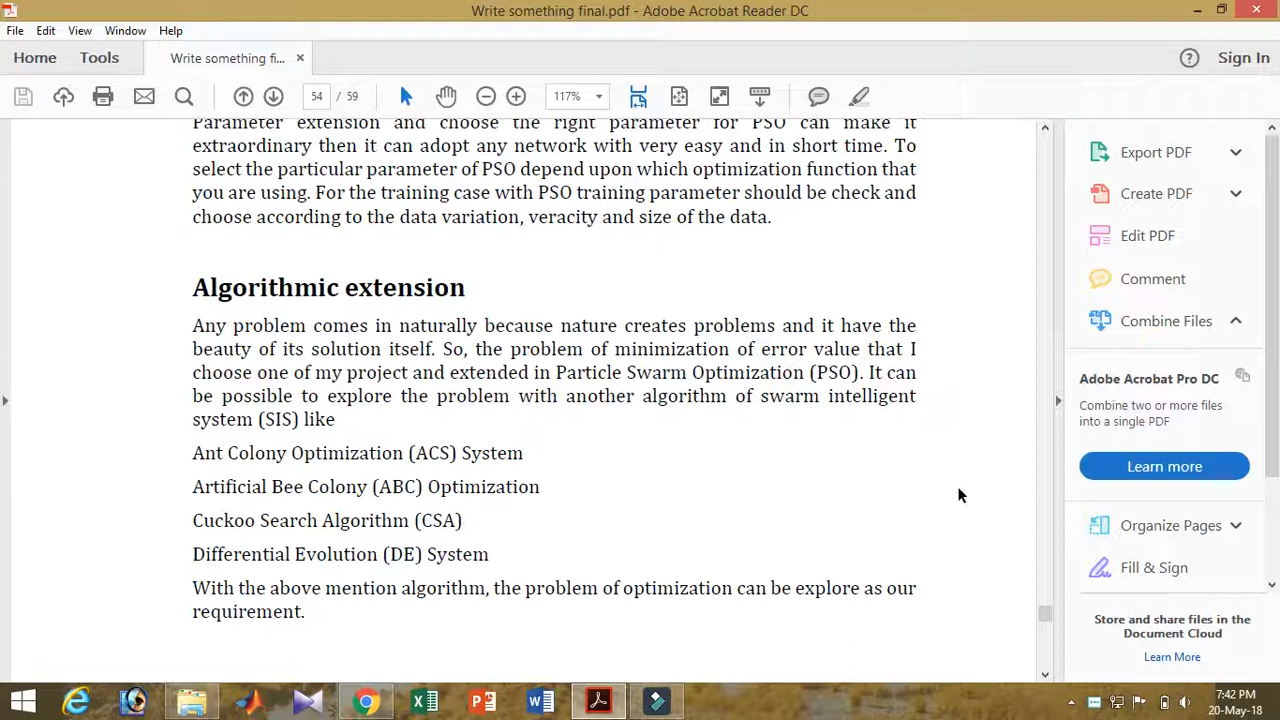 Write something final.pdf - Adobe Acrobat Reader DC
File Edit View Window Help
Home Tools Write something fi... × ? Sign In
54 / 59 117%
Parameter extension and choose the right parameter for PSO can make it
extraordinary then it can adopt any network with very easy and in short time. To
select the particular parameter of PSO depend upon which optimization function that
you are using. For the training case with PSO training parameter should be check and
choose according to the data variation, veracity and size of the data.
Algorithmic extension
Any problem comes in naturally because nature creates problems and it have the
beauty of its solution itself. So, the problem of minimization of error value that I
choose one of my project and extended in Particle Swarm Optimization (PSO). It can
be possible to explore the problem with another algorithm of swarm intelligent
system (SIS) like
Ant Colony Optimization (ACS) System
Artificial Bee Colony (ABC) Optimization
Cuckoo Search Algorithm (CSA)
Differential Evolution (DE) System
With the above mention algorithm, the problem of optimization can be explore as our
requirement.
Export PDF
Create PDF
Edit PDF
Comment
Combine Files
Adobe Acrobat Pro DC
Combine two or more files
into a single PDF
Learn more
Organize Pages
Fill & Sign
Store and share files in the
Document Cloud
Learn More
7:42 PM
20-May-18